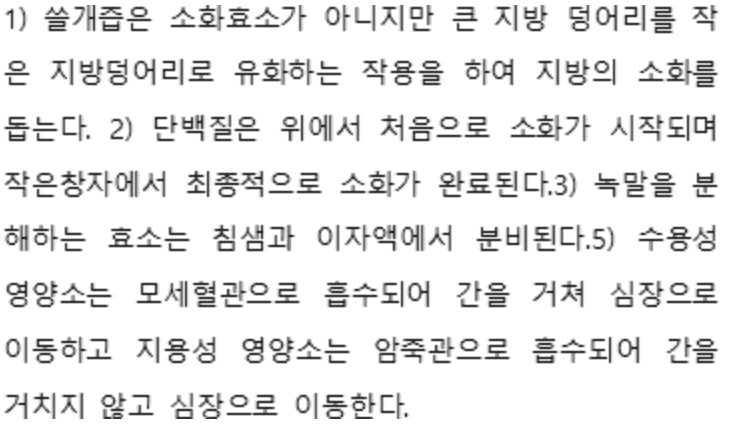 1) 쓸개즙은 소화효소가 아니지만 큰 지방 덩어리를 작
은 지방덩어리로 유화하는 작용을 하여 지방의 소화를
돕는다. 2) 단백질은 위에서 처음으로 소화가 시작되며
작은창자에서 최종적으로 소화가 완료된다.3) 녹말을 분
해하는 효소는 침샘과 이자액에서 분비된다.5) 수용성
영양소는 모세혈관으로 흡수되어 간을 거쳐 심장으로
이동하고 지용성 영양소는 암죽관으로 흡수되어 간을
거치지 않고 심장으로 이동한다.